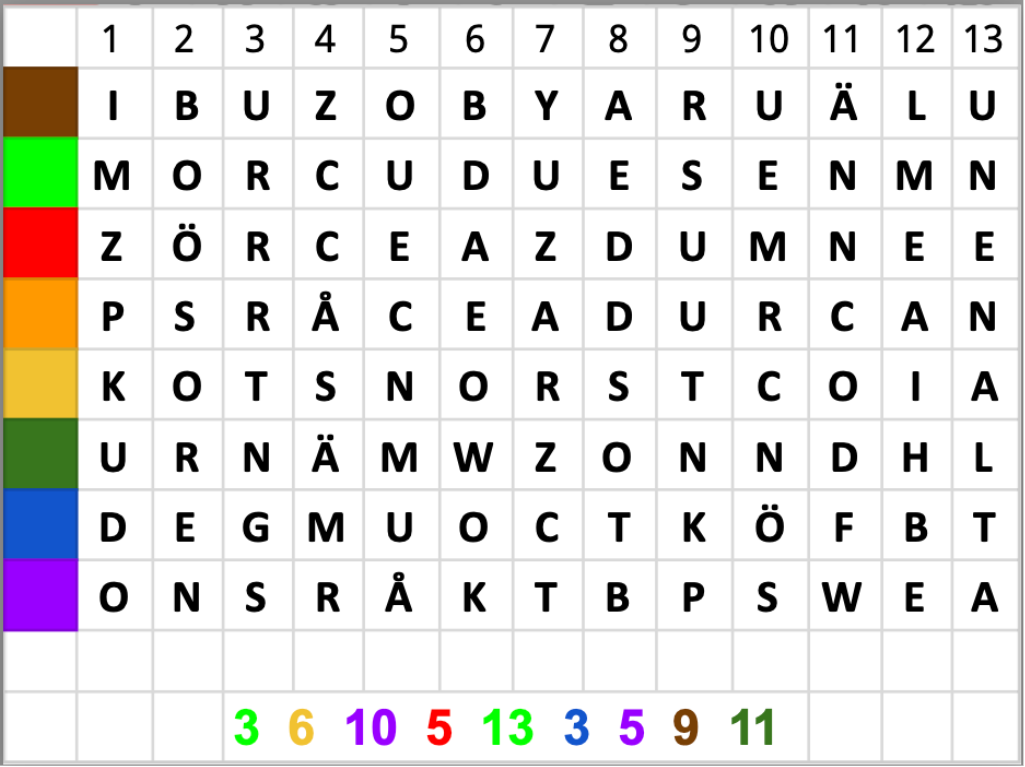 1 2 3 4 5 6 7 8 9 10 11 12 13
I B U Z O B Y A R U Ä L U
M O R C U D U E S E N M N
Z Ö R C E A Z D U M N E E
P S R Å C E A D U R C A N
K O T S N O R S T C O I A
U R N Ä M W Z O N N D H L
D E G M U O C T K Ö F B T
O N S R Å K T B P S W E A
3 6 10 5 13 3 5 9 11